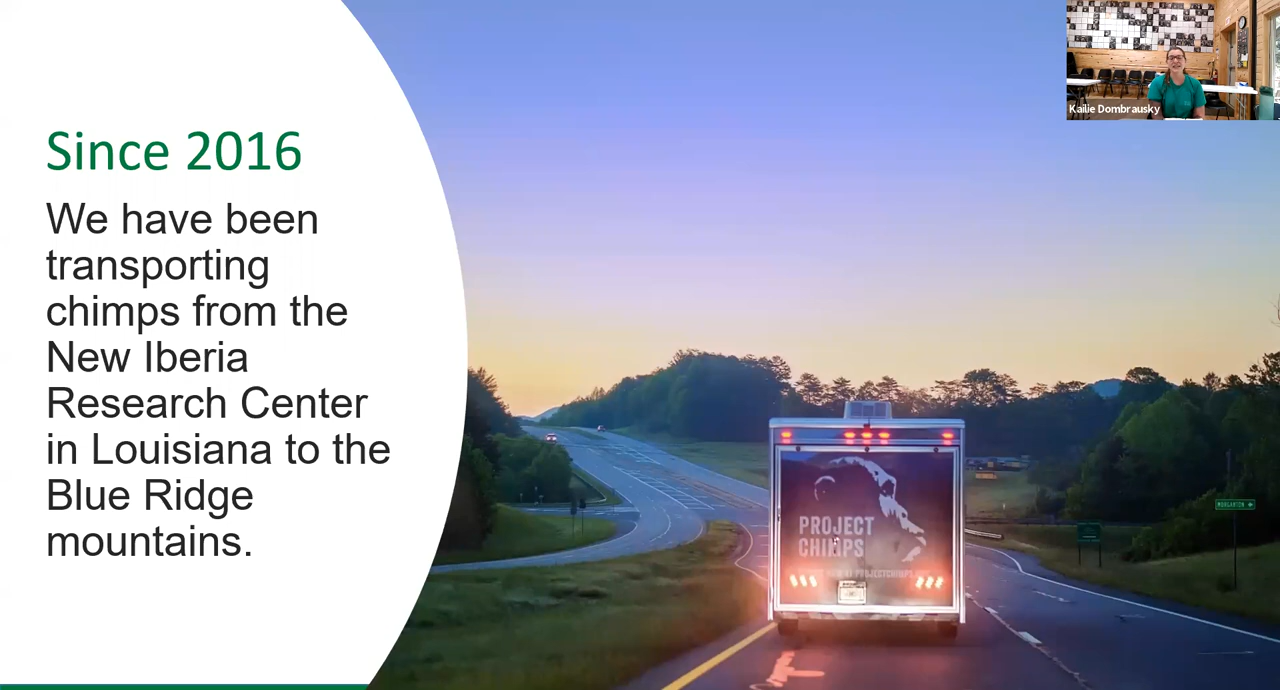 Since 2016
We have been
transporting
chimps from the
New Iberia
Research Center
in Louisiana to the
Blue Ridge
mountains.
Kailie Dombrausky
PROJECT
CHIMPS
MORGANTON